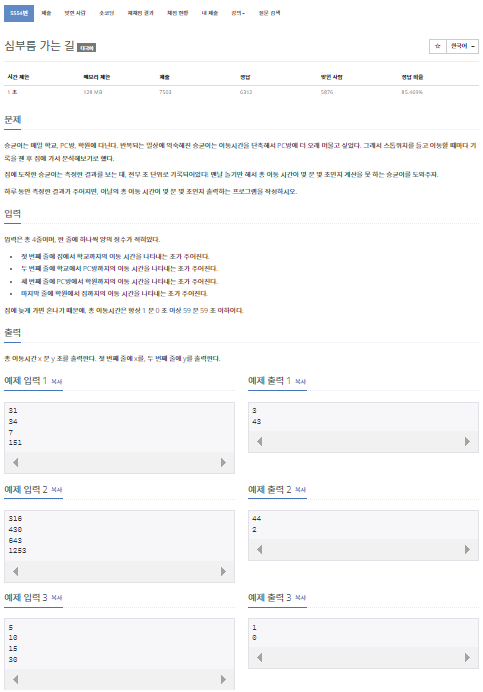 5554번 제출 맞힌 사람 숏코딩 재채점 결과 채점 현황 내 제출 강의 질문 검색
심부름 가는 길 다국어
☆ 한국어
시간 제한 메모리 제한 제출 정답 맞힌 사람 정답 비율
1 초 128 MB 7503 6312 5876 85.469%
문제
승균이는 매일 학교, PC방, 학원에 다닌다. 반복되는 일상에 익숙해진 승균이는 이동시간을 단축해서 PC방에 더 오래 머물고 싶었다. 그래서 스톱워치를 들고 이동할 때마다 기
록을 잰 후 집에 가서 분석해보기로 했다.
집에 도착한 승균이는 측정한 결과를 보는 데, 전부 초 단위로 기록되어있다! 맨날 놀기만 해서 총 이동 시간이 몇 분 몇 초인지 계산을 못 하는 승균이를 도와주자.
하루 동안 측정한 결과가 주어지면, 이날의 총 이동 시간이 몇 분 몇 초인지 출력하는 프로그램을 작성하시오.
입력
입력은 총 4줄이며, 한 줄에 하나씩 양의 정수가 적혀있다.
첫 번째 줄에 집에서 학교까지의 이동 시간을 나타내는 초가 주어진다.
두 번째 줄에 학교에서 PC방까지의 이동 시간을 나타내는 초가 주어진다.
세 번째 줄에 PC방에서 학원까지의 이동 시간을 나타내는 초가 주어진다.
마지막 줄에 학원에서 집까지의 이동 시간을 나타내는 초가 주어진다.
집에 늦게 가면 혼나기 때문에, 총 이동시간은 항상 1 분 0 초 이상 59 분 59 초 이하이다.
출력
총 이동시간 x 분 y 초를 출력한다. 첫 번째 줄에 x를, 두 번째 줄에 y를 출력한다.
예제 입력 1 복사
31
34
7
151
예제 출력 1 복사
3
43
예제 입력 2 복사
316
430
643
1253
예제 출력 2 복사
44
2
예제 입력 3 복사
5
10
15
30
예제 출력 3 복사
1
0